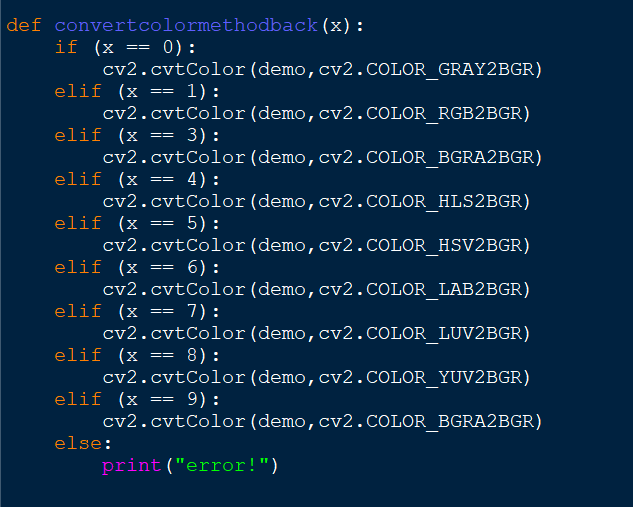 def convertcolormethodback(x):
    if (x == 0):
        cv2.cvtColor(demo,cv2.COLOR_GRAY2BGR)
    elif (x == 1):
        cv2.cvtColor(demo,cv2.COLOR_RGB2BGR)
    elif (x == 3):
        cv2.cvtColor(demo,cv2.COLOR_BGRA2BGR)
    elif (x == 4):
        cv2.cvtColor(demo,cv2.COLOR_HLS2BGR)
    elif (x == 5):
        cv2.cvtColor(demo,cv2.COLOR_HSV2BGR)
    elif (x == 6):
        cv2.cvtColor(demo,cv2.COLOR_LAB2BGR)
    elif (x == 7):
        cv2.cvtColor(demo,cv2.COLOR_LUV2BGR)
    elif (x == 8):
        cv2.cvtColor(demo,cv2.COLOR_YUV2BGR)
    elif (x == 9):
        cv2.cvtColor(demo,cv2.COLOR_BGRA2BGR)
    else:
        print("error!")